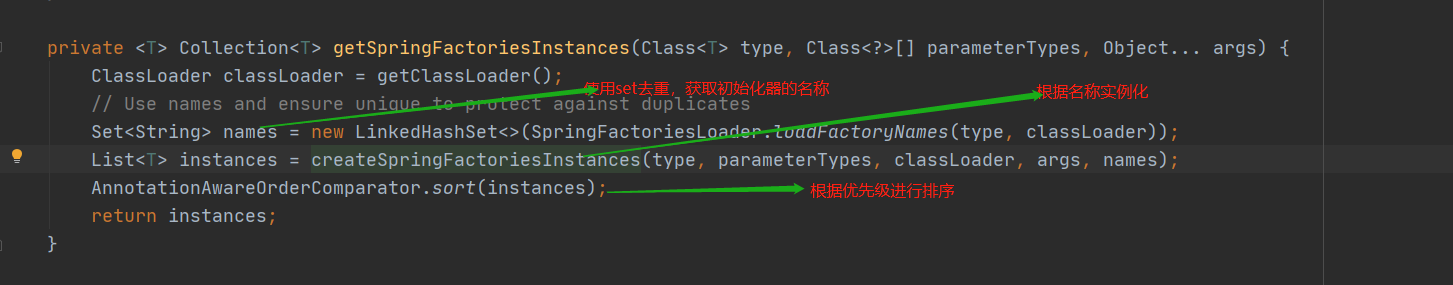 private <T> Collection<T> getSpringFactoriesInstances(Class<T> type, Class<?>[] parameterTypes, Object... args) {
ClassLoader classLoader = getClassLoader();
使用set去重，获取初始化器的名称
根据名称实例化
// Use names and ensure unique to protect against duplicates
Set<String> names = new LinkedHashSet<>(SpringFactoriesLoader.loadFactoryNames(type, classLoader));
List<T> instances = createSpringFactoriesInstances(type, parameterTypes, classLoader, args, names);
AnnotationAwareOrderComparator.sort(instances);
根据优先级进行排序
return instances;
}